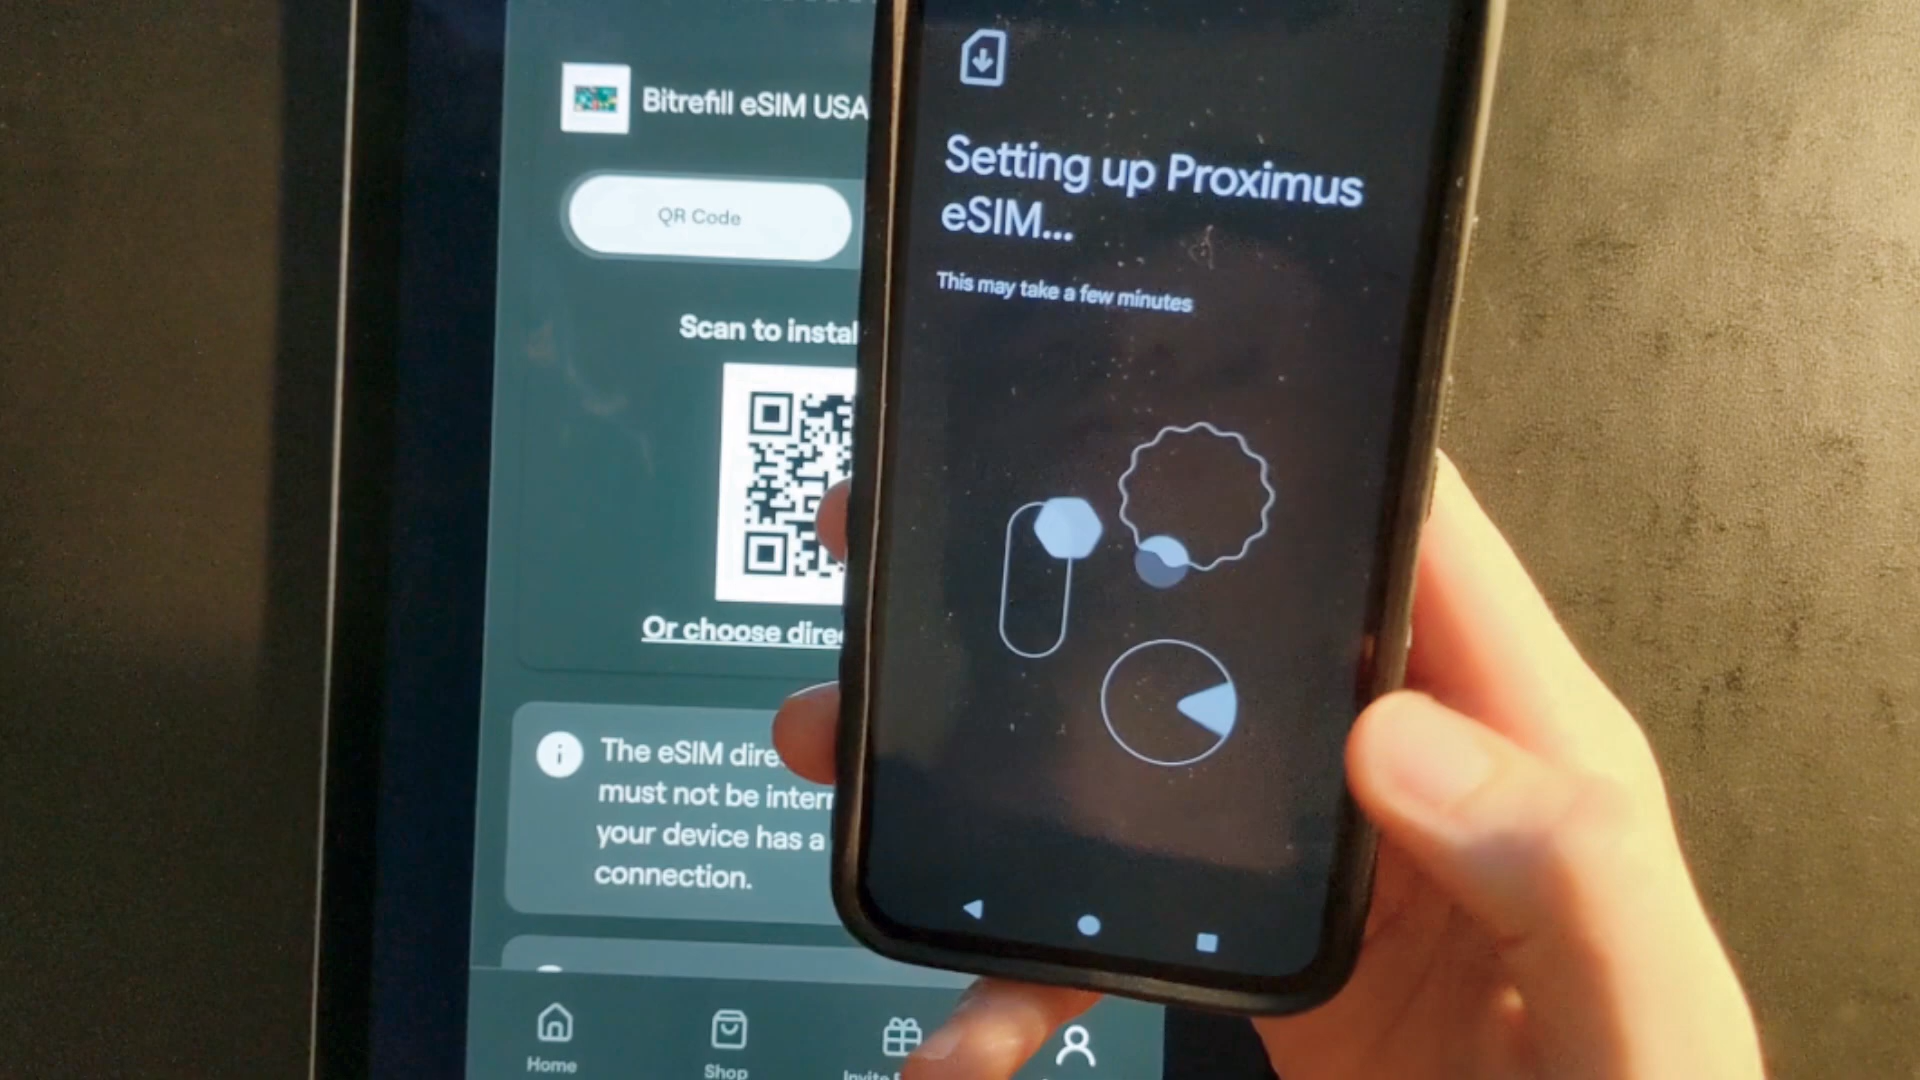 Bitrefill eSIM USA
QR Code
Scan to instal
Or choose dire
The eSIM dire
must not be inter
your device has a
connection.
Home
Shop
Invite
Setting up Proximus
eSIM...
This may take a few minutes